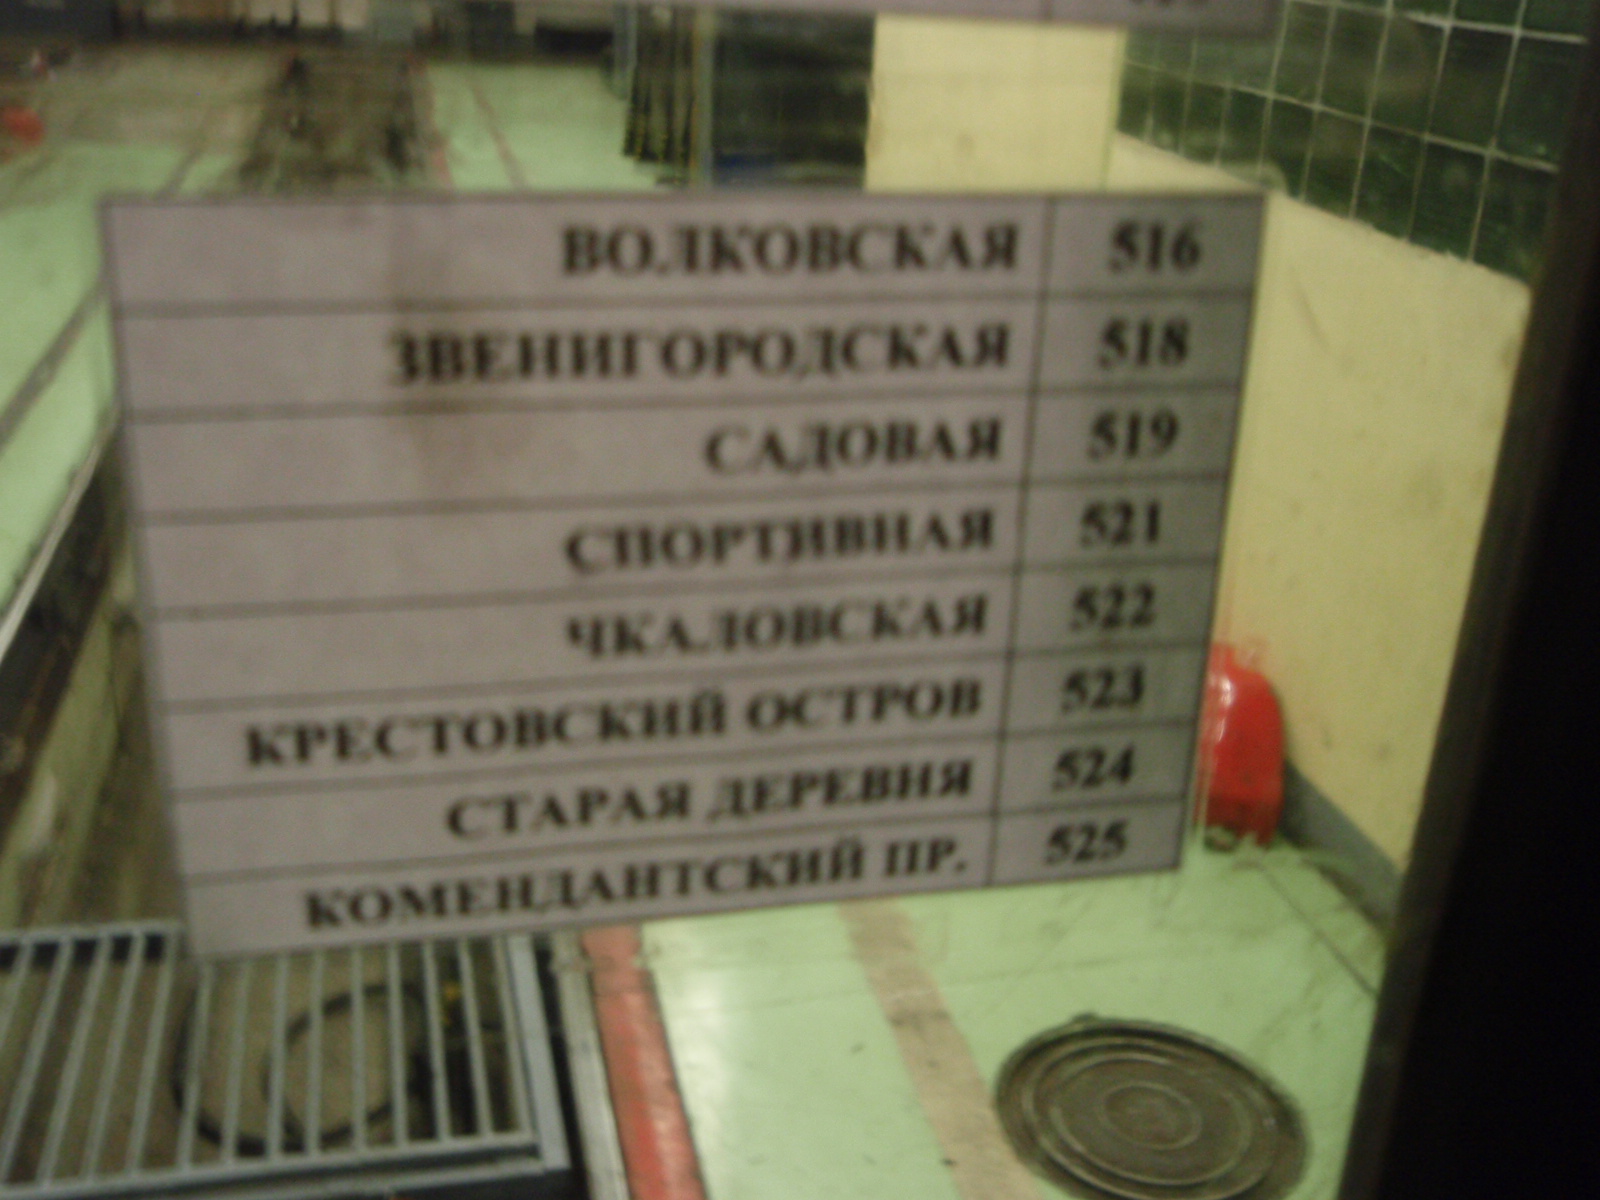 ВОЛКОВСКАЯ 516
ЗВЕНИГОРОДСКАЯ 518
САДОВАЯ 519
СПОРТИВНАЯ 521
ЧКАЛОВСКАЯ 522
КРЕСТОВСКИЙ ОСТРОВ 523
СТАРАЯ ДЕРЕВНЯ 524
КОМЕНДАНТСКИЙ ПР. 525